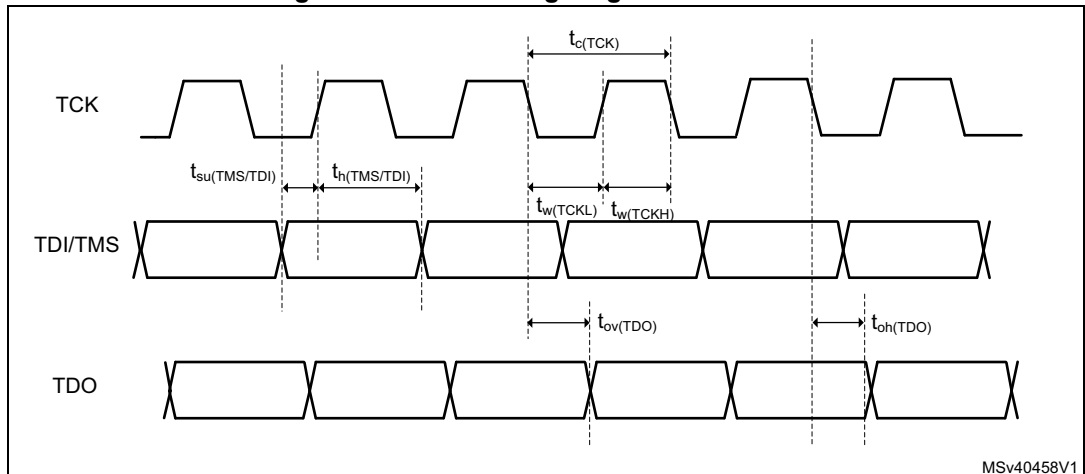 tc(TCK)
TCK
tsu(TMS/TDI)
th(TMS/TDI)
tw(TCKL)
tw(TCKH)
TDI/TMS
tov(TDO)
toh(TDO)
TDO
MSv40458V1